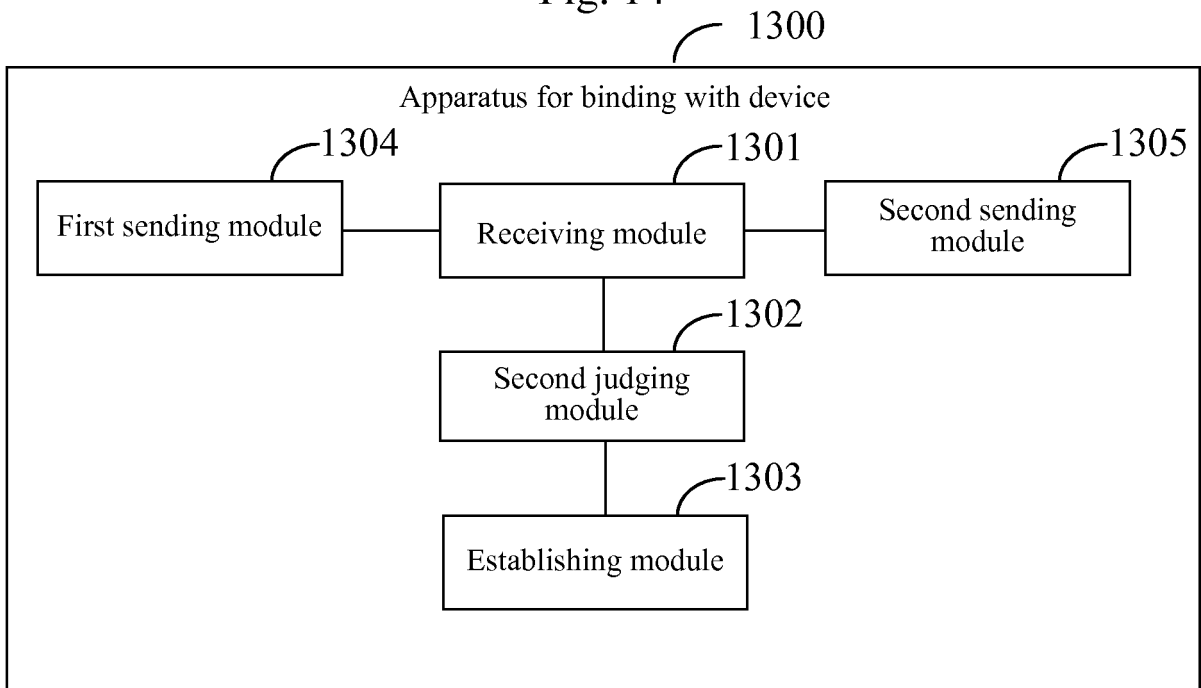 Fig. 14
1300
Apparatus for binding with device
1304
1301
1305
First sending module
Receiving module
Second sending
module
1302
Second judging
module
1303
Establishing module